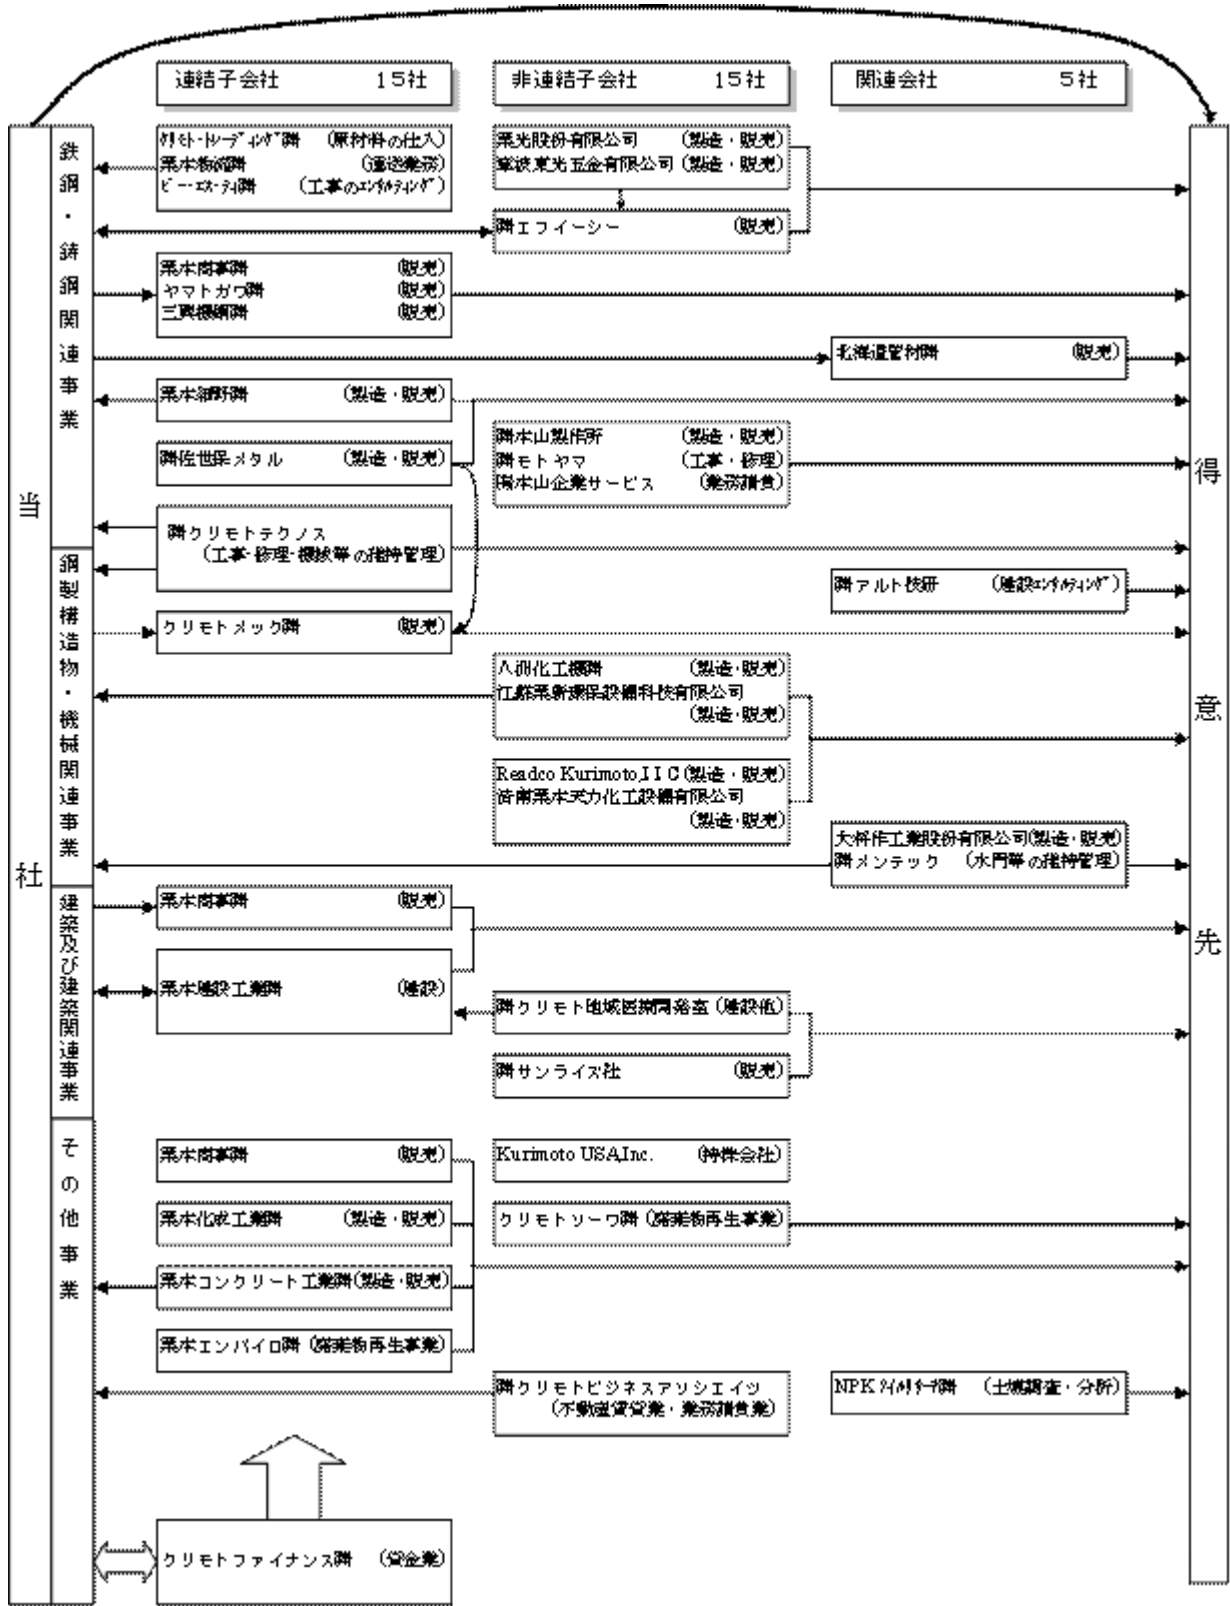 連結子会社 15社
非連結子会社 15社
関連会社 5社
当社
得意先
鉄鋼・鋳鋼関連事業
クリモト・トレーディング㈱ (原材料の仕入)
栗本物流㈱ (運送業務)
ピー・エス・ティ㈱ (工事のエンジニアリング)
栗光股份有限公司 (製造・販売)
寧波東光五金有限公司 (製造・販売)
㈱エフイーシー (販売)
栗本商事㈱ (販売)
ヤマトガワ㈱ (販売)
三興機鋼㈱ (販売)
北海道管材㈱ (販売)
栗本細野㈱ (製造・販売)
㈱佐世保メタル (製造・販売)
㈱本山製作所 (製造・販売)
㈱モトヤマ (工事・修理)
㈲本山企業サービス (業務請負)
㈱クリモトテクノス
(工事・修理・機械等の維持管理)
鋼製構造物・機械関連事業
㈱アルト技研 (建設エンジニアリング)
クリモトメック㈱ (販売)
八洲化工機㈱ (製造・販売)
江蘇栗新環保設備科技有限公司
(製造・販売)
Readco Kurimoto,LLC (製造・販売)
済南栗本天力化工設備有限公司
(製造・販売)
大将作工業股份有限公司 (製造・販売)
㈱メンテック (水門等の維持管理)
建築及び建築関連事業
栗本商事㈱ (販売)
栗本建設工業㈱ (建設)
㈱クリモト地域医療開発室 (建設他)
㈱サンライズ社 (販売)
その他事業
栗本商事㈱ (販売)
Kurimoto USA,Inc. (持株会社)
栗本化成工業㈱ (製造・販売)
クリモトソーワ㈱ (廃棄物再生事業)
栗本コンクリート工業㈱ (製造・販売)
栗本エンバイロ㈱ (廃棄物再生事業)
㈱クリモトビジネスアソシエイツ
(不動産賃貸業・業務請負業)
(土壌調査・分析)
クリモトファイナンス㈱ (貸金業)